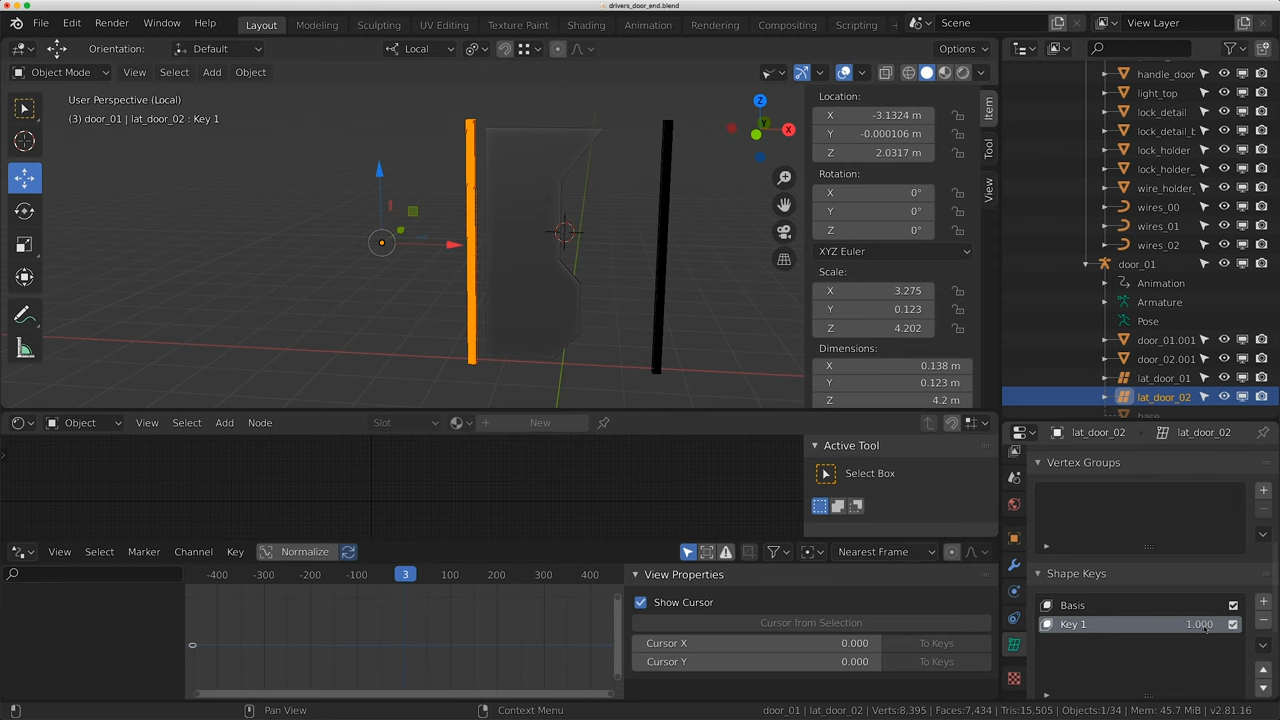 drivers_door_end.blend
File Edit Render Window Help Layout Modeling Sculpting UV Editing Texture Paint Shading Animation Rendering Compositing Scripting Scene View Layer
Orientation: Default Local Options
Object Mode View Select Add Object
User Perspective (Local)
(3) door_01 | lat_door_02 : Key 1
Z
Y
X
Location:
X -3.1324 m
Y -0.000106 m
Z 2.0317 m
Rotation:
X 0°
Y 0°
Z 0°
XYZ Euler
Scale:
X 3.275
Y 0.123
Z 4.202
Dimensions:
X 0.138 m
Y 0.123 m
Z 4.2 m
Item
Tool
View
handle_door
light_top
lock_detail
lock_detail_b
lock_holder
lock_holder_
wire_holder_
wires_00
wires_01
wires_02
door_01
Animation
Armature
Pose
door_01.001
door_02.001
lat_door_01
lat_door_02
base
Object View Select Add Node Slot New
Active Tool
Select Box
lat_door_02 lat_door_02
Vertex Groups
Shape Keys
Basis
Key 1 1.000
View Select Marker Channel Key Normalize Nearest Frame
-400 -300 -200 -100 3 100 200 300 400
View Properties
Show Cursor
Cursor from Selection
Cursor X 0.000 To Keys
Cursor Y 0.000 To Keys
Pan View Context Menu door_01 | lat_door_02 | Verts:8,395 | Faces:7,434 | Tris:15,505 | Objects:1/34 | Mem: 45.7 MiB | v2.81.16